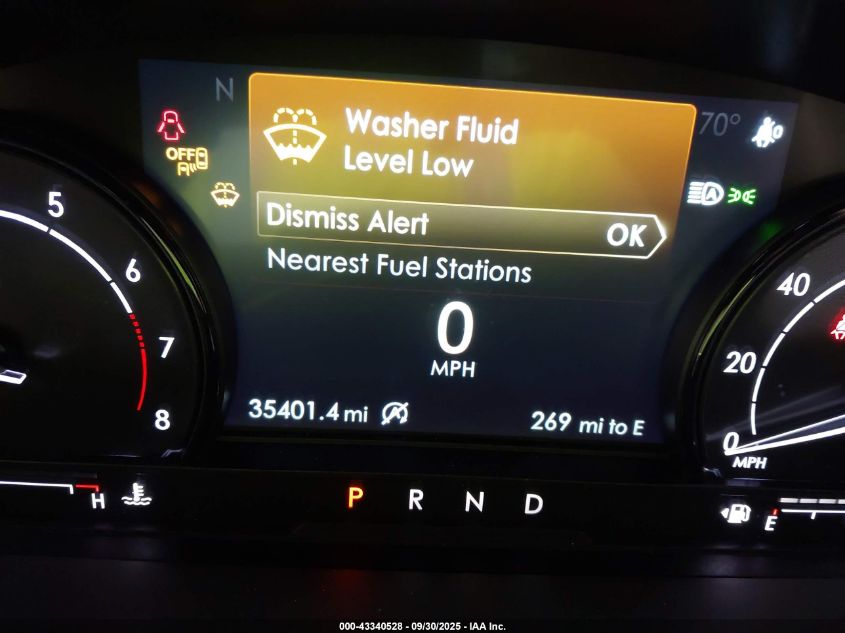 N
Washer Fluid
Level Low
70°
OFF
A
Dismiss Alert
OK
Nearest Fuel Stations
0
MPH
35401.4 mi
A
269 mi to E
5
6
7
8
40
20
0
MPH
H
P R N D
E
000-43340528 - 09/30/2025 - IAA Inc.